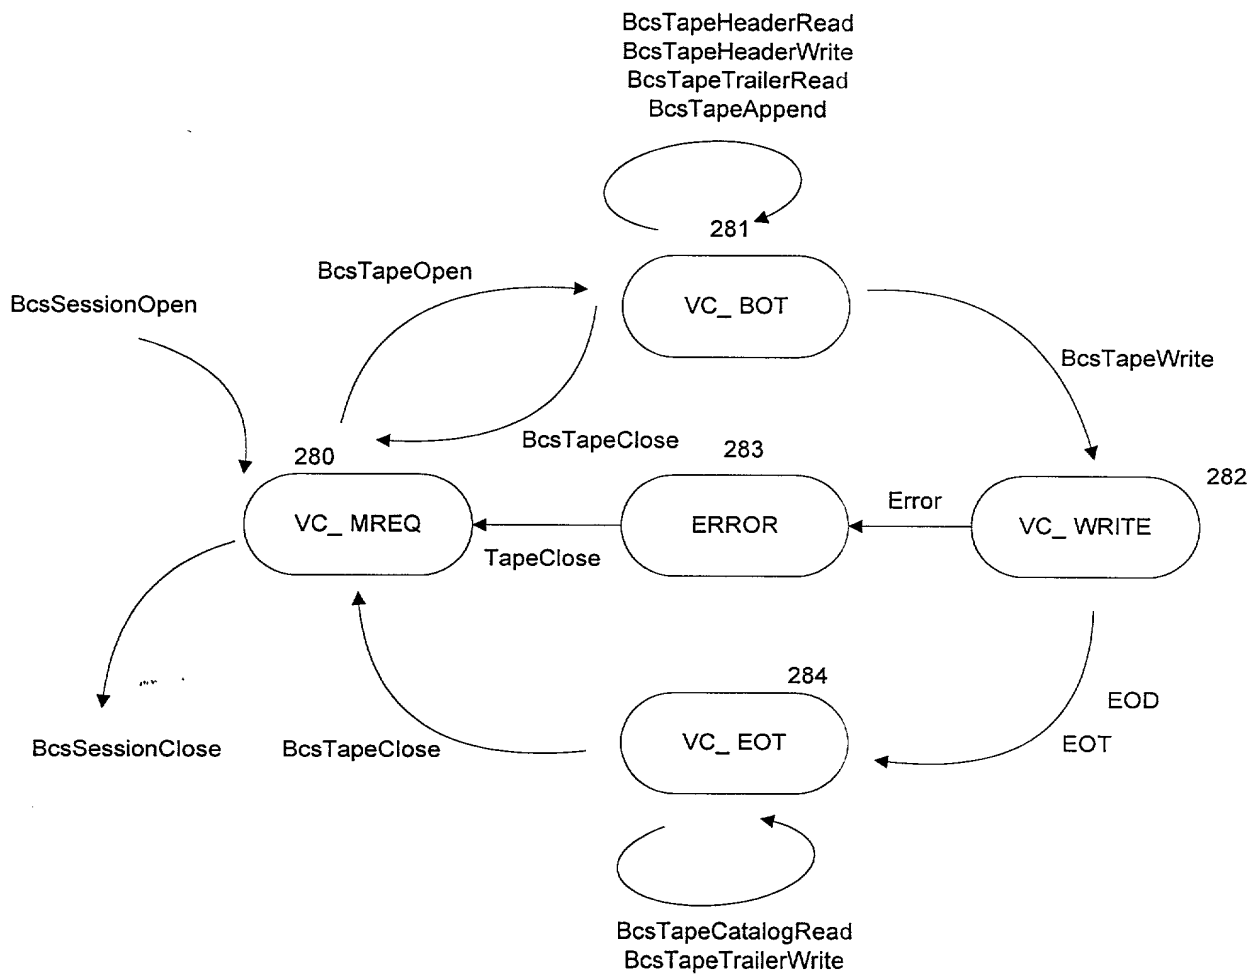 BcsTapeHeaderRead
BcsTapeHeaderWrite
BcsTapeTrailerRead
BcsTapeAppend
281
BcsTapeOpen
BcsSessionOpen
VC_ BOT
BcsTapeWrite
BcsTapeClose
280
283
282
VC_ MREQ
ERROR
Error
VC_ WRITE
TapeClose
284
EOD
EOT
VC_ EOT
BcsSessionClose
BcsTapeClose
BcsTapeCatalogRead
BcsTapeTrailerWrite